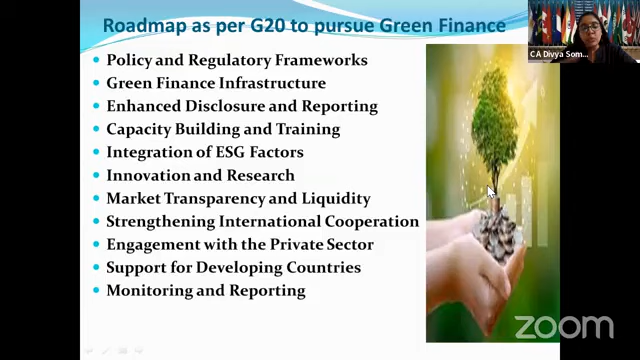 Roadmap as per G20 to pursue Green Finance
Policy and Regulatory Frameworks
Green Finance Infrastructure
Enhanced Disclosure and Reporting
Capacity Building and Training
Integration of ESG Factors
Innovation and Research
Market Transparency and Liquidity
Strengthening International Cooperation
Engagement with the Private Sector
Support for Developing Countries
Monitoring and Reporting
CA Divya Som...
zoom